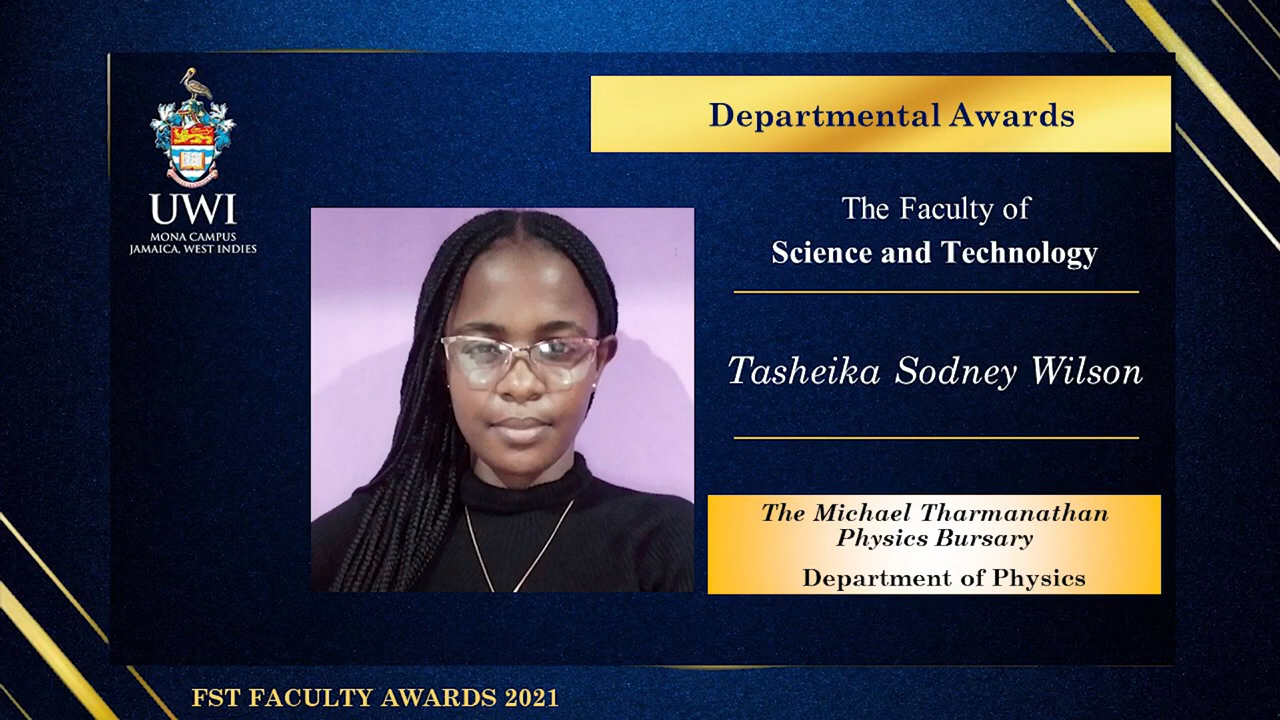 UWI
MONA CAMPUS
JAMAICA, WEST INDIES
Departmental Awards
The Faculty of
Science and Technology
Tasheika Sodney Wilson
The Michael Tharmanathan
Physics Bursary
Department of Physics
FST FACULTY AWARDS 2021